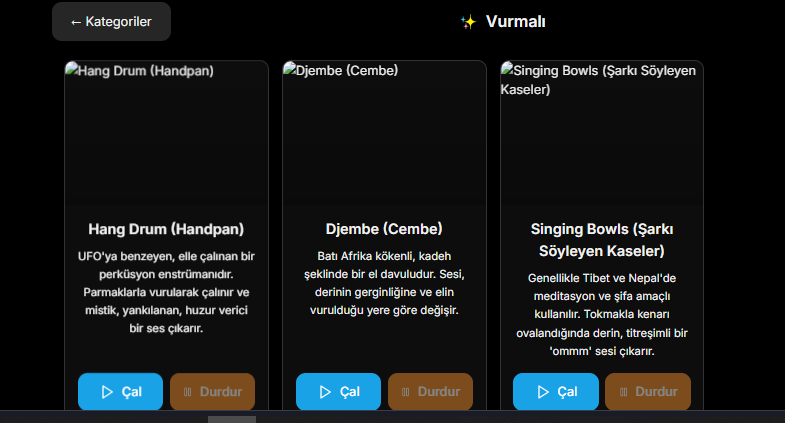 ← Kategoriler
✨ Vurmalı
Hang Drum (Handpan)
Djembe (Cembe)
Singing Bowls (Şarkı Söyleyen
Kaseler)
Hang Drum (Handpan)
UFO'ya benzeyen, elle çalınan bir
perküsyon enstrümanıdır.
Parmaklarla vurularak çalınır ve
mistik, yankılanan, huzur verici
bir ses çıkarır.
Çal
Durdur
Djembe (Cembe)
Batı Afrika kökenli, kadeh
şeklinde bir el davuludur. Sesi,
derinin gerginliğine ve elin
vurulduğu yere göre değişir.
Çal
Durdur
Singing Bowls (Şarkı
Söyleyen Kaseler)
Genellikle Tibet ve Nepal'de
meditasyon ve şifa amaçlı
kullanılır. Tokmakla kenarı
ovalandığında derin, titreşimli bir
'ommm' sesi çıkarır.
Çal
Durdur